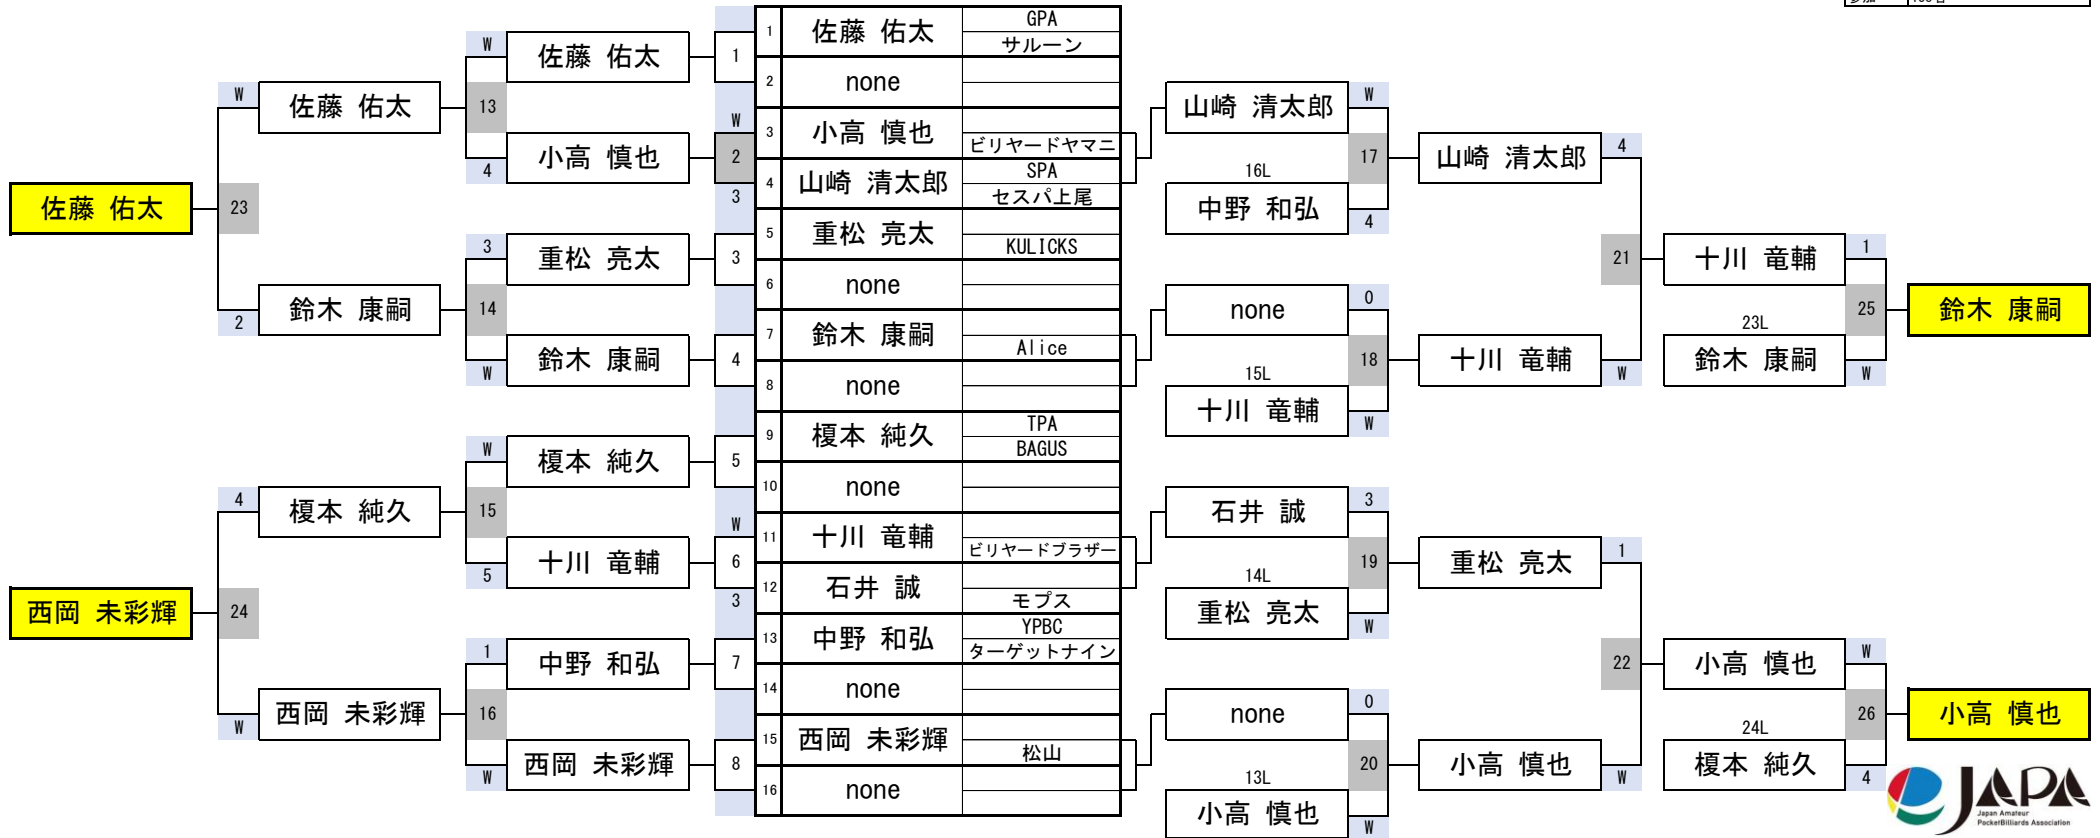 1 佐藤 佑太 GPA サルーン
2 none
3 小高 慎也 ビリヤードヤマニ
4 山崎 清太郎 SPA セスパ上尾
5 重松 亮太 KULICKS
6 none
7 鈴木 康嗣 Alice
8 none
9 榎本 純久 TPA BAGUS
10 none
11 十川 竜輔 ビリヤードブラザー
12 石井 誠 モプス
13 中野 和弘 YPBC ターゲットナイン
14 none
15 西岡 未彩輝 松山
16 none
佐藤 佑太 1
W 2 3
W 佐藤 佑太
13
小高 慎也 4
重松 亮太 3
3
14
鈴木 康嗣 4
W
榎本 純久 5
W
15
W 6 3
十川 竜輔 5
中野 和弘 7
1
16
西岡 未彩輝 8
W
佐藤 佑太 W
23
鈴木 康嗣 2
榎本 純久 4
24
西岡 未彩輝 W
佐藤 佑太
西岡 未彩輝
山崎 清太郎 W
17
16L
中野 和弘 4
none 0
18
15L
十川 竜輔 W
石井 誠 3
19
14L
重松 亮太 W
none 0
20
13L
小高 慎也 W
山崎 清太郎 4
21
十川 竜輔 W
重松 亮太 1
22
小高 慎也 W
十川 竜輔 1
25
23L
鈴木 康嗣 W
小高 慎也 W
26
24L
榎本 純久 4
鈴木 康嗣
小高 慎也
JAPA
Japan Amateur
PocketBilliards Association